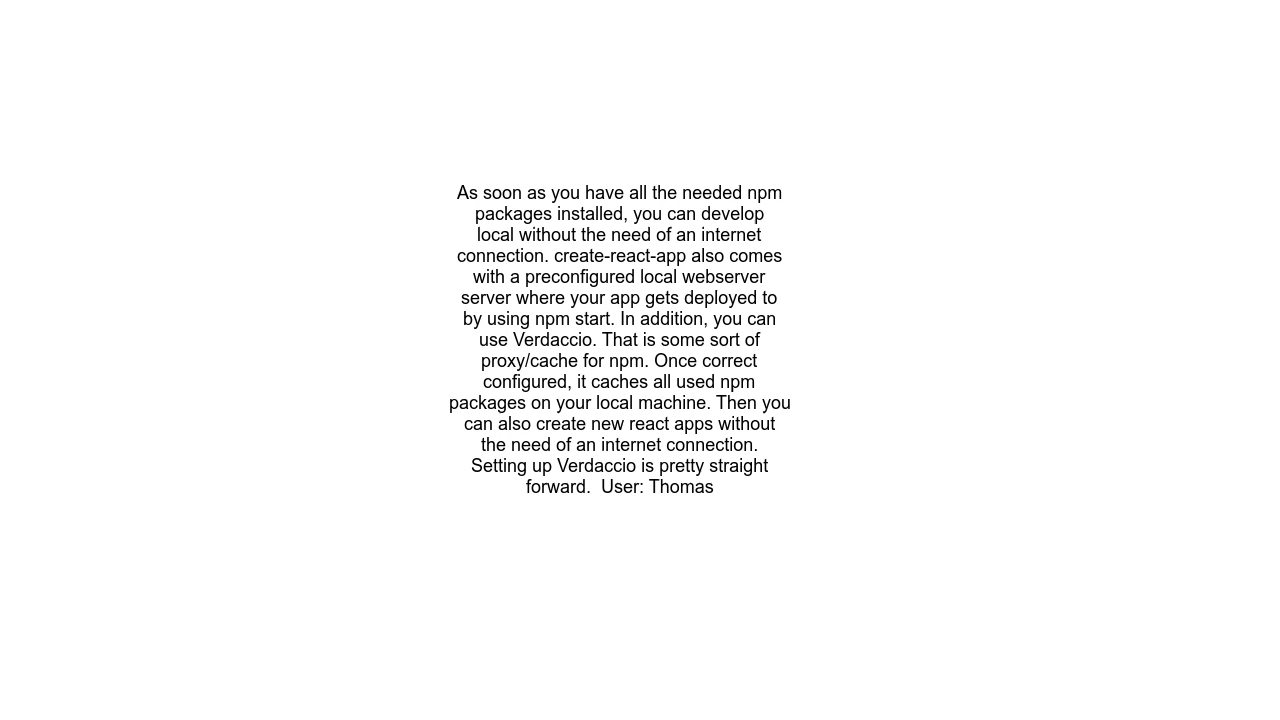 As soon as you have all the needed npm
packages installed, you can develop
local without the need of an internet
connection. create-react-app also comes
with a preconfigured local webserver
server where your app gets deployed to
by using npm start. In addition, you can
use Verdaccio. That is some sort of
proxy/cache for npm. Once correct
configured, it caches all used npm
packages on your local machine. Then you
can also create new react apps without
the need of an internet connection.
Setting up Verdaccio is pretty straight
forward.  User: Thomas